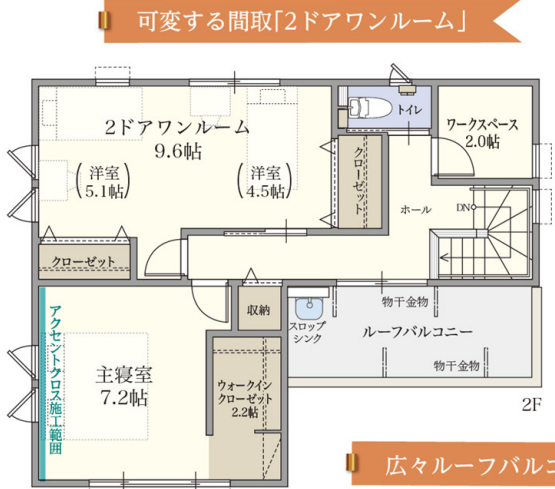 可変する間取「2ドアワンルーム」
2ドアワンルーム
9.6帖
(洋室
5.1帖)
(洋室
4.5帖)
クローゼット
トイレ
ワークスペース
2.0帖
ホール
DN
クローゼット
収納
スロップ
シンク
物干金物
ルーフバルコニー
物干金物
アクセントクロス施工範囲
主寝室
7.2帖
ウォークイン
クローゼット
2.2帖
2F
広々ルーフバルコ